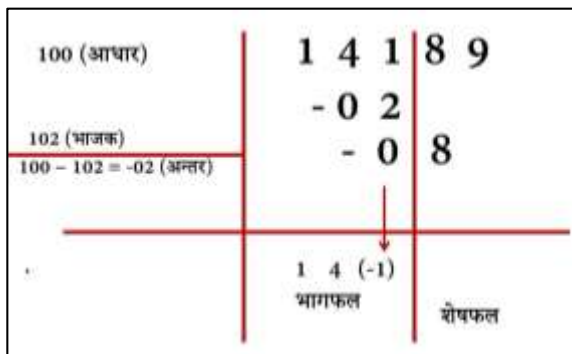 100 (आधार) 1 4 1 8 9
- 0 2
102 (भाजक) - 0 8
100 – 102 = -02 (अन्तर)
1 4 (-1)
भागफल शेषफल